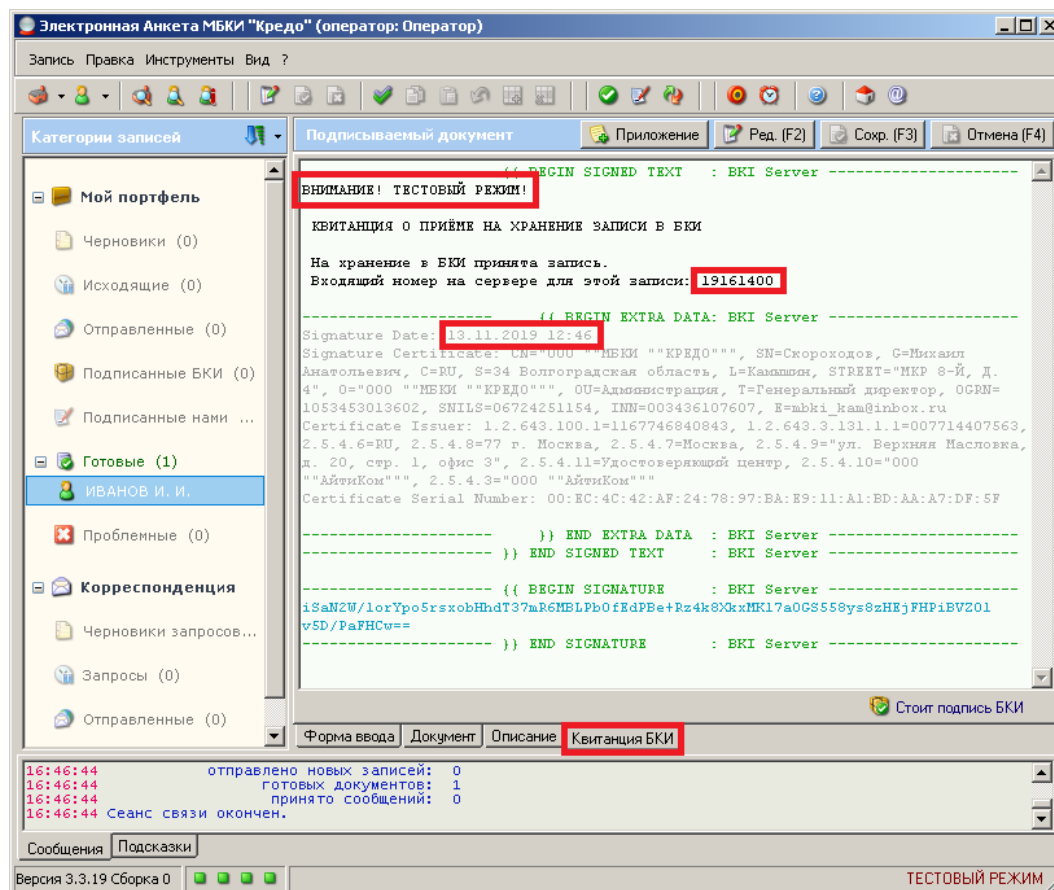 Электронная Анкета МБКИ "Кредо" (оператор: Оператор)
Запись Правка Инструменты Вид ?
Категории записей
Подписываемый документ
Приложение
Ред. (F2)
Сохр. (F3)
Отмена (F4)
Мой портфель
Черновики (0)
Исходящие (0)
Отправленные (0)
Подписанные БКИ (0)
Подписанные нами ...
Готовые (1)
ИВАНОВ И. И.
Проблемные (0)
Корреспонденция
Черновики запросов...
Запросы (0)
Отправленные (0)
{{ BEGIN SIGNED TEXT : BKI Server ---------------------
ВНИМАНИЕ! ТЕСТОВЫЙ РЕЖИМ!
КВИТАНЦИЯ О ПРИЁМЕ НА ХРАНЕНИЕ ЗАПИСИ В БКИ
На хранение в БКИ принята запись.
Входящий номер на сервере для этой записи: 19161400
--------------------- {{ BEGIN EXTRA DATA: BKI Server ---------------------
Signature Date: 13.11.2019 12:46
Signature Certificate: CN="ООО ""МБКИ ""КРЕДО""", SN=Скороходов, G=Михаил
Анатольевич, C=RU, S=34 Волгоградская область, L=Камышин, STREET="МКР 8-Й, Д.
4", O="ООО ""МБКИ ""КРЕДО""", OU=Администрация, T=Генеральный директор, OGRN=
1053453013602, SNILS=06724251154, INN=003436107607, E=mbki_kam@inbox.ru
Certificate Issuer: 1.2.643.100.1=1167746840843, 1.2.643.3.131.1.1=007714407563,
2.5.4.6=RU, 2.5.4.8=77 г. Москва, 2.5.4.7=Москва, 2.5.4.9="ул. Верхняя Масловка,
д. 20, стр. 1, офис 3", 2.5.4.11=Удостоверяющий центр, 2.5.4.10="ООО
""АйтиКом""", 2.5.4.3="ООО ""АйтиКом"""
Certificate Serial Number: 00:EC:4C:42:AF:24:78:97:BA:E9:11:A1:BD:AA:A7:DF:5F
--------------------- }} END EXTRA DATA : BKI Server ---------------------
--------------------- }} END SIGNED TEXT : BKI Server ---------------------
--------------------- {{ BEGIN SIGNATURE : BKI Server ---------------------
iSaN2W/lorYpo5rsxobHhdT37mR6MBLPbOfEdPBe+Rz4k8XkxMKl7aOGS558ys8zHEjFHPiBVZOl
v5D/PaFHCw==
--------------------- }} END SIGNATURE : BKI Server ---------------------
Стоит подпись БКИ
Форма ввода
Документ
Описание
Квитанция БКИ
16:46:44 отправлено новых записей: 0
16:46:44 готовых документов: 1
16:46:44 принято сообщений: 0
16:46:44 Сеанс связи окончен.
Сообщения
Подсказки
Версия 3.3.19 Сборка 0
ТЕСТОВЫЙ РЕЖИМ